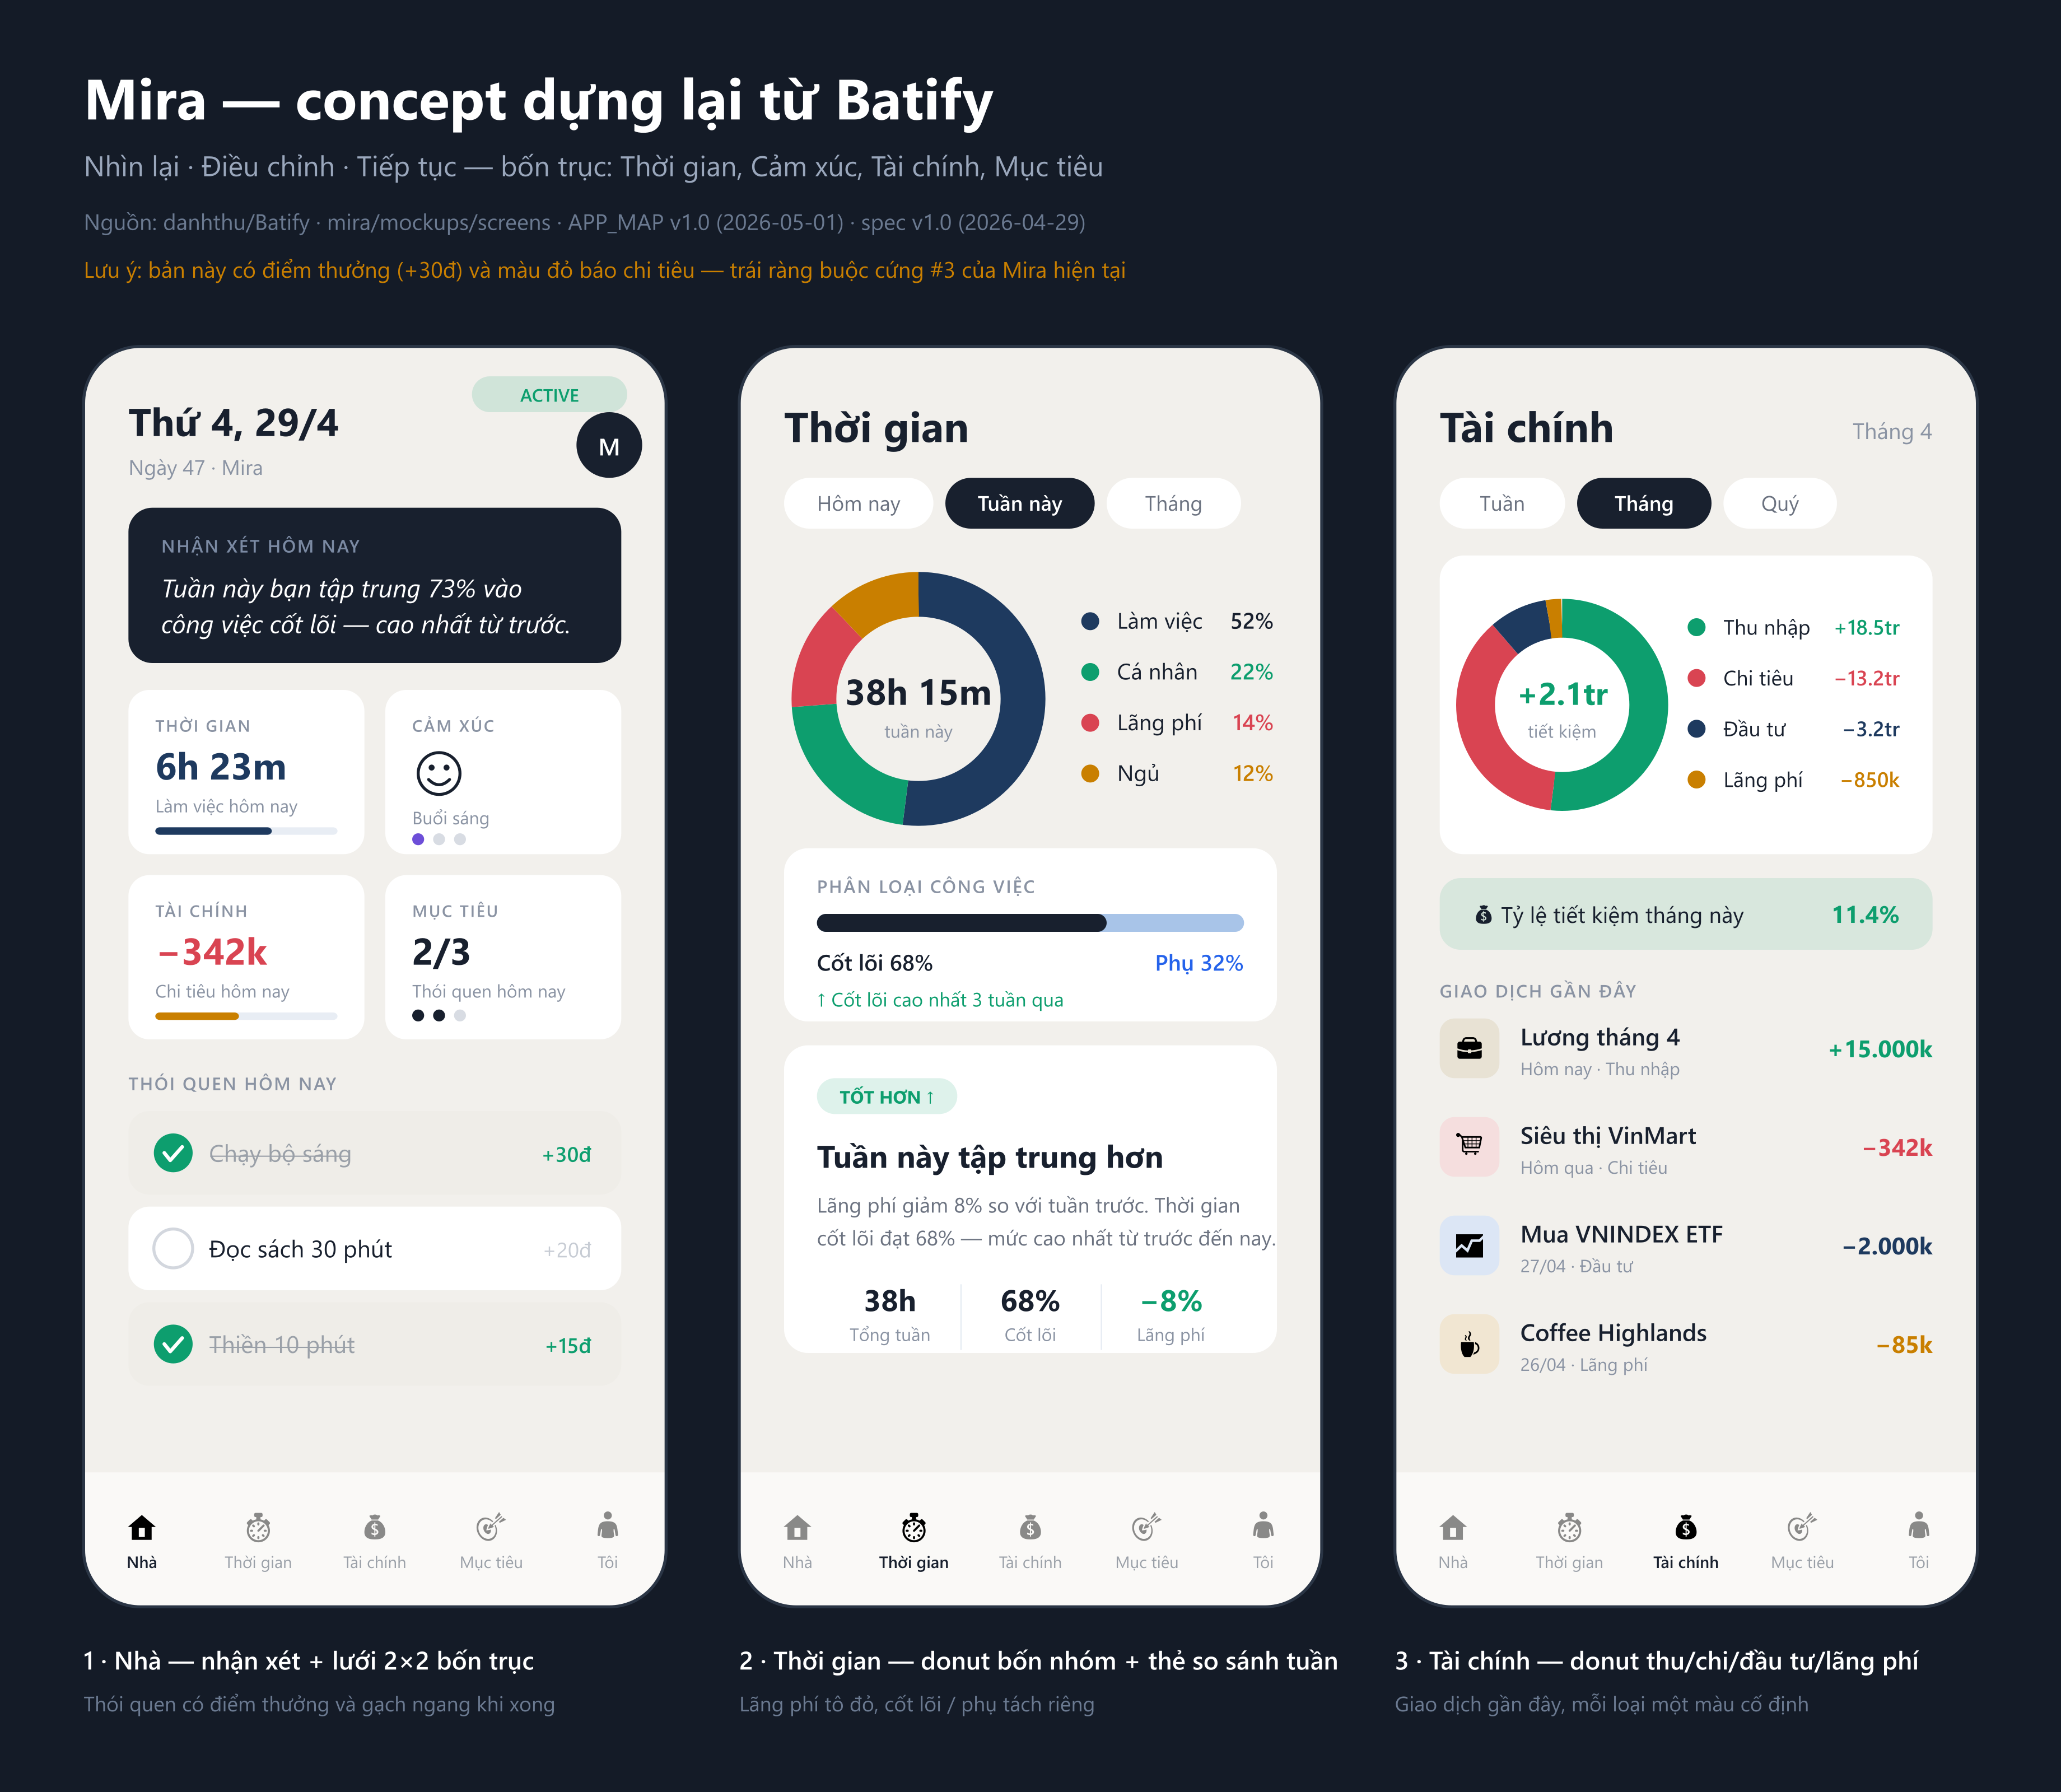 Mira — concept dựng lại từ Batify
Nhìn lại · Điều chỉnh · Tiếp tục — bốn trục: Thời gian, Cảm xúc, Tài chính, Mục tiêu
Nguồn: danhthu/Batify · mira/mockups/screens · APP_MAP v1.0 (2026-05-01) · spec v1.0 (2026-04-29)
Lưu ý: bản này có điểm thưởng (+30đ) và màu đỏ báo chi tiêu — trái ràng buộc cứng #3 của Mira hiện tại
ACTIVE
Thứ 4, 29/4
M
Ngày 47 · Mira
NHẬN XÉT HÔM NAY
Tuần này bạn tập trung 73% vào
công việc cốt lõi — cao nhất từ trước.
THỜI GIAN
6h 23m
Làm việc hôm nay
CẢM XÚC
Buổi sáng
TÀI CHÍNH
−342k
Chi tiêu hôm nay
MỤC TIÊU
2/3
Thói quen hôm nay
THÓI QUEN HÔM NAY
Chạy bộ sáng +30đ
Đọc sách 30 phút +20đ
Thiền 10 phút +15đ
Nhà Thời gian Tài chính Mục tiêu Tôi
1 · Nhà — nhận xét + lưới 2×2 bốn trục
Thói quen có điểm thưởng và gạch ngang khi xong
Thời gian
Hôm nay Tuần này Tháng
38h 15m
tuần này
Làm việc 52%
Cá nhân 22%
Lãng phí 14%
Ngủ 12%
PHÂN LOẠI CÔNG VIỆC
Cốt lõi 68% Phụ 32%
↑ Cốt lõi cao nhất 3 tuần qua
TỐT HƠN ↑
Tuần này tập trung hơn
Lãng phí giảm 8% so với tuần trước. Thời gian
cốt lõi đạt 68% — mức cao nhất từ trước đến nay.
38h 68% −8%
Tổng tuần Cốt lõi Lãng phí
Nhà Thời gian Tài chính Mục tiêu Tôi
2 · Thời gian — donut bốn nhóm + thẻ so sánh tuần
Lãng phí tô đỏ, cốt lõi / phụ tách riêng
Tài chính Tháng 4
Tuần Tháng Quý
+2.1tr
tiết kiệm
Thu nhập +18.5tr
Chi tiêu −13.2tr
Đầu tư −3.2tr
Lãng phí −850k
Tỷ lệ tiết kiệm tháng này 11.4%
GIAO DỊCH GẦN ĐÂY
Lương tháng 4 +15.000k
Hôm nay · Thu nhập
Siêu thị VinMart −342k
Hôm qua · Chi tiêu
Mua VNINDEX ETF −2.000k
27/04 · Đầu tư
Coffee Highlands −85k
26/04 · Lãng phí
Nhà Thời gian Tài chính Mục tiêu Tôi
3 · Tài chính — donut thu/chi/đầu tư/lãng phí
Giao dịch gần đây, mỗi loại một màu cố định